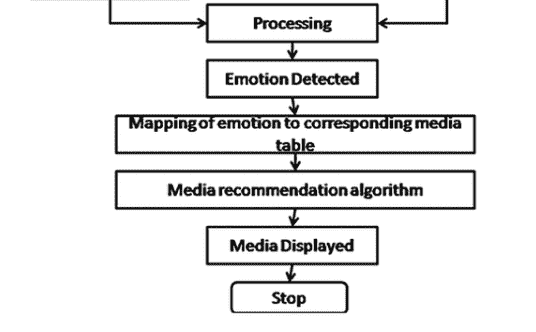 Processing
Emotion Detected
Mapping of emotion to corresponding media
table
Media recommendation algorithm
Media Displayed
Stop